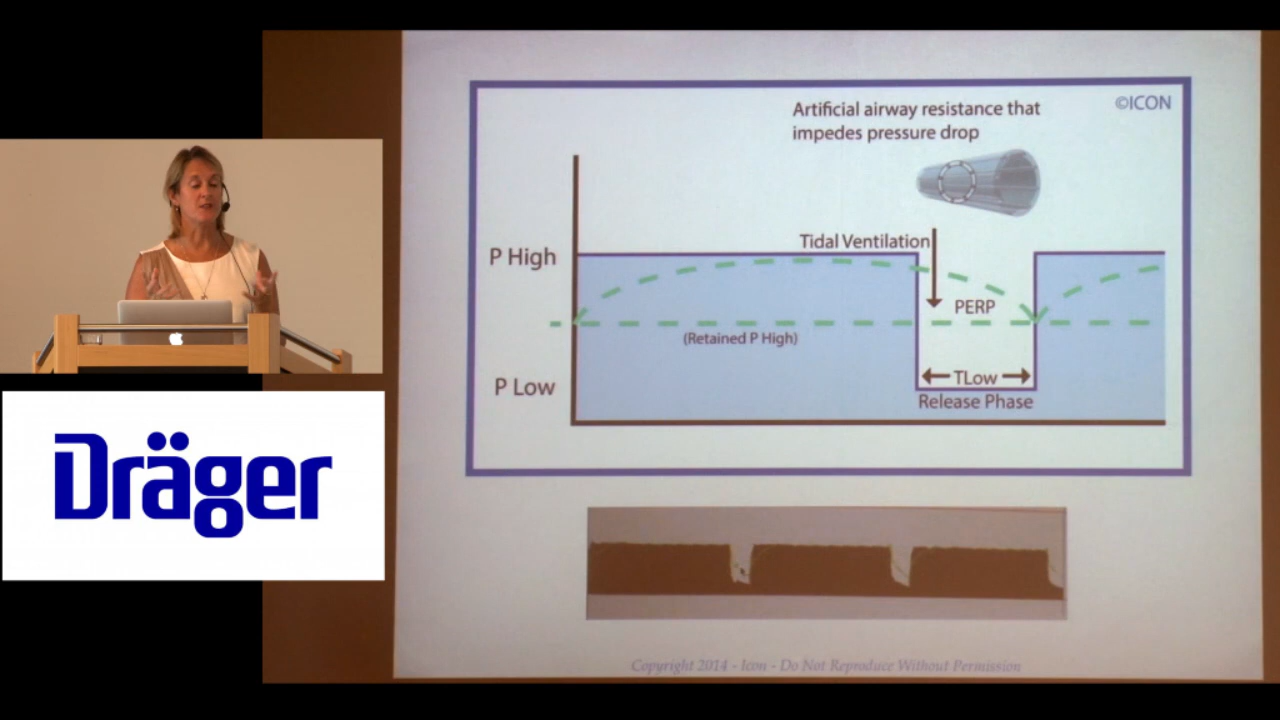 Artificial airway resistance that
impedes pressure drop
©ICON
Tidal Ventilation
P High
PERP
(Retained P High)
TLow
P Low
Release Phase
Dräger
Copyright 2014 - Icon - Do Not Reproduce Without Permission